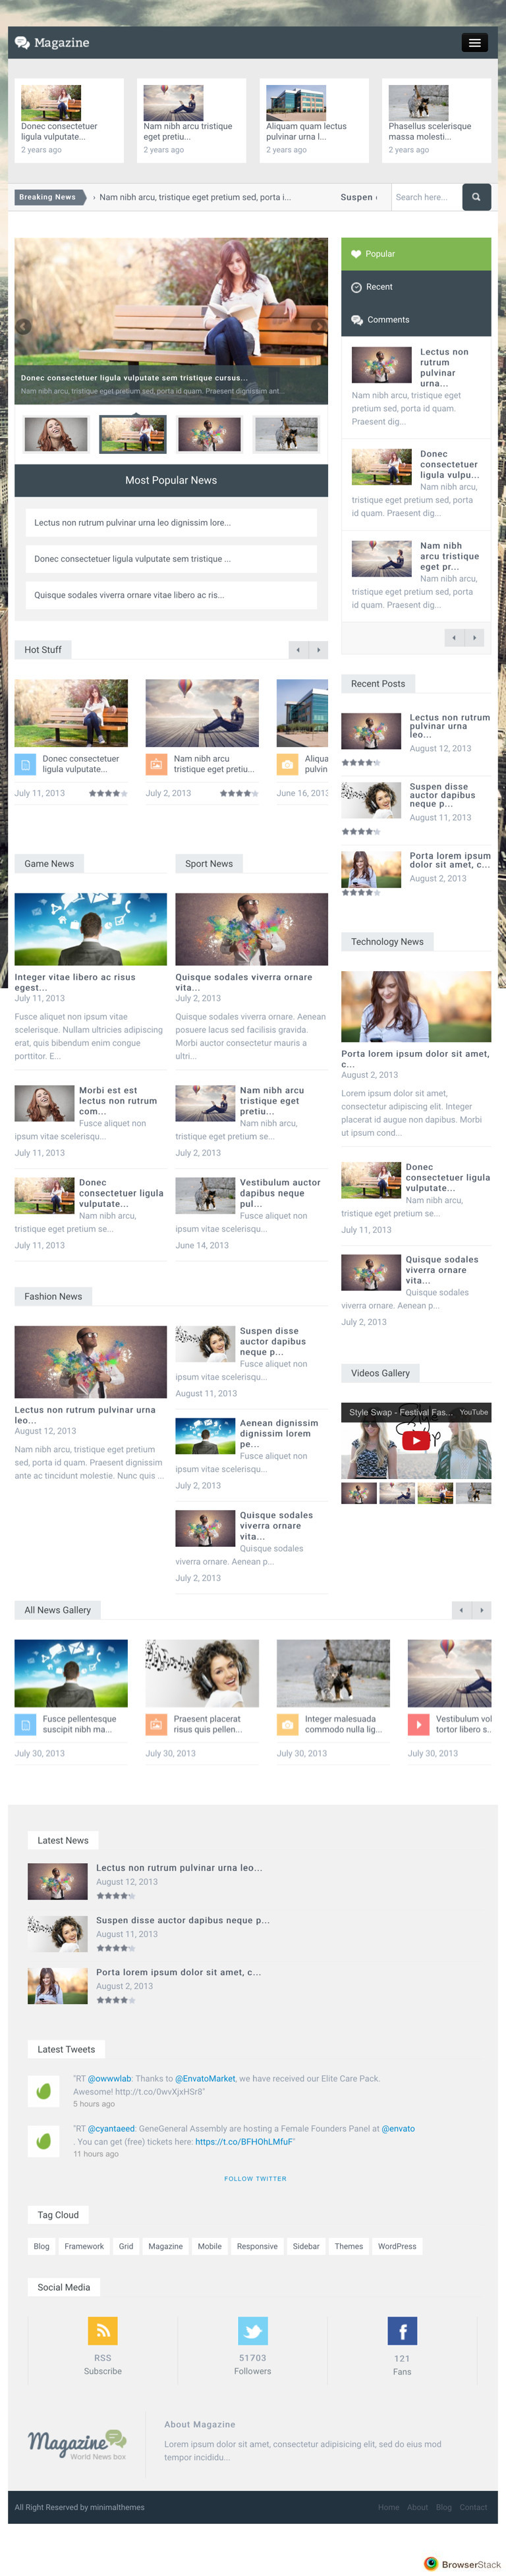 Magazine
Donec consectetuer
ligula vulputate...
2 years ago
Nam nibh arcu tristique
eget pretiu...
2 years ago
Aliquam quam lectus
pulvinar urna l...
2 years ago
Phasellus scelerisque
massa molesti...
2 years ago
Breaking News
Nam nibh arcu, tristique eget pretium sed, porta i...
Suspen
Search here...
Donec consectetuer ligula vulputate sem tristique cursus...
Nam nibh arcu, tristique eget pretium sed, porta id quam. Praesent dignissim ant...
Most Popular News
Lectus non rutrum pulvinar urna leo dignissim lore...
Donec consectetuer ligula vulputate sem tristique ...
Quisque sodales viverra ornare vitae libero ac ris...
Popular
Recent
Comments
Lectus non
rutrum
pulvinar
urna...
Nam nibh arcu, tristique eget
pretium sed, porta id quam.
Praesent dig...
Donec
consectetuer
ligula vulpu...
Nam nibh arcu,
tristique eget pretium sed, porta
id quam. Praesent dig...
Nam nibh
arcu tristique
eget pr...
Nam nibh arcu,
tristique eget pretium sed, porta
id quam. Praesent dig...
Hot Stuff
Donec consectetuer
ligula vulputate...
July 11, 2013
Nam nibh arcu
tristique eget pretiu...
July 2, 2013
Aliqua
pulvin
June 16, 2013
Recent Posts
Lectus non rutrum
pulvinar urna
leo...
August 12, 2013
Suspen disse
auctor dapibus
neque p...
August 11, 2013
Porta lorem ipsum
dolor sit amet, c...
August 2, 2013
Game News
Integer vitae libero ac risus
egest...
July 11, 2013
Fusce aliquet non ipsum vitae
scelerisque. Nullam ultricies adipiscing
erat, quis bibendum enim congue
porttitor. E...
Morbi est est
lectus non rutrum
com...
Fusce aliquet non
ipsum vitae scelerisqu...
July 11, 2013
Donec
consectetuer ligula
vulputate...
Nam nibh arcu,
tristique eget pretium se...
July 11, 2013
Sport News
Quisque sodales viverra ornare
vita...
July 2, 2013
Quisque sodales viverra ornare. Aenean
posuere lacus sed facilisis gravida.
Morbi auctor consectetur mauris a
ultri...
Nam nibh arcu
tristique eget
pretiu...
Nam nibh arcu,
tristique eget pretium se...
July 2, 2013
Vestibulum auctor
dapibus neque
pul...
Fusce aliquet non
ipsum vitae scelerisqu...
June 14, 2013
Technology News
Porta lorem ipsum dolor sit amet,
c...
August 2, 2013
Lorem ipsum dolor sit amet,
consectetur adipiscing elit. Integer
placerat id augue non dapibus. Morbi
ut ipsum cond...
Donec
consectetuer ligula
vulputate...
Nam nibh arcu,
tristique eget pretium se...
July 11, 2013
Quisque sodales
viverra ornare
vita...
Quisque sodales
viverra ornare. Aenean p...
July 2, 2013
Fashion News
Lectus non rutrum pulvinar urna
leo...
August 12, 2013
Nam nibh arcu, tristique eget pretium
sed, porta id quam. Praesent dignissim
ante ac tincidunt molestie. Nunc quis ...
Suspen disse
auctor dapibus
neque p...
Fusce aliquet non
ipsum vitae scelerisqu...
August 11, 2013
Aenean dignissim
dignissim lorem
pe...
Fusce aliquet non
ipsum vitae scelerisqu...
July 2, 2013
Quisque sodales
viverra ornare
vita...
Quisque sodales
viverra ornare. Aenean p...
July 2, 2013
Videos Gallery
Style Swap - Festival Fas...
YouTube
All News Gallery
Fusce pellentesque
suscipit nibh ma...
July 30, 2013
Praesent placerat
risus quis pellen...
July 30, 2013
Integer malesuada
commodo nulla lig...
July 30, 2013
Vestibulum vol
tortor libero s..
July 30, 2013
Latest News
Lectus non rutrum pulvinar urna leo...
August 12, 2013
Suspen disse auctor dapibus neque p...
August 11, 2013
Porta lorem ipsum dolor sit amet, c...
August 2, 2013
Latest Tweets
"RT @owwwlab: Thanks to @EnvatoMarket, we have received our Elite Care Pack.
Awesome! http://t.co/0wvXjxHSr8"
5 hours ago
"RT @cyantaeed: GeneGeneral Assembly are hosting a Female Founders Panel at @envato
. You can get (free) tickets here: https://t.co/BFHOhLMfuF"
11 hours ago
FOLLOW TWITTER
Tag Cloud
Blog
Framework
Grid
Magazine
Mobile
Responsive
Sidebar
Themes
WordPress
Social Media
RSS
Subscribe
51703
Followers
121
Fans
Magazine
World News box
About Magazine
Lorem ipsum dolor sit amet, consectetur adipisicing elit, sed do eius mod
tempor incididu...
All Right Reserved by minimalthemes
Home
About
Blog
Contact
BrowserStack